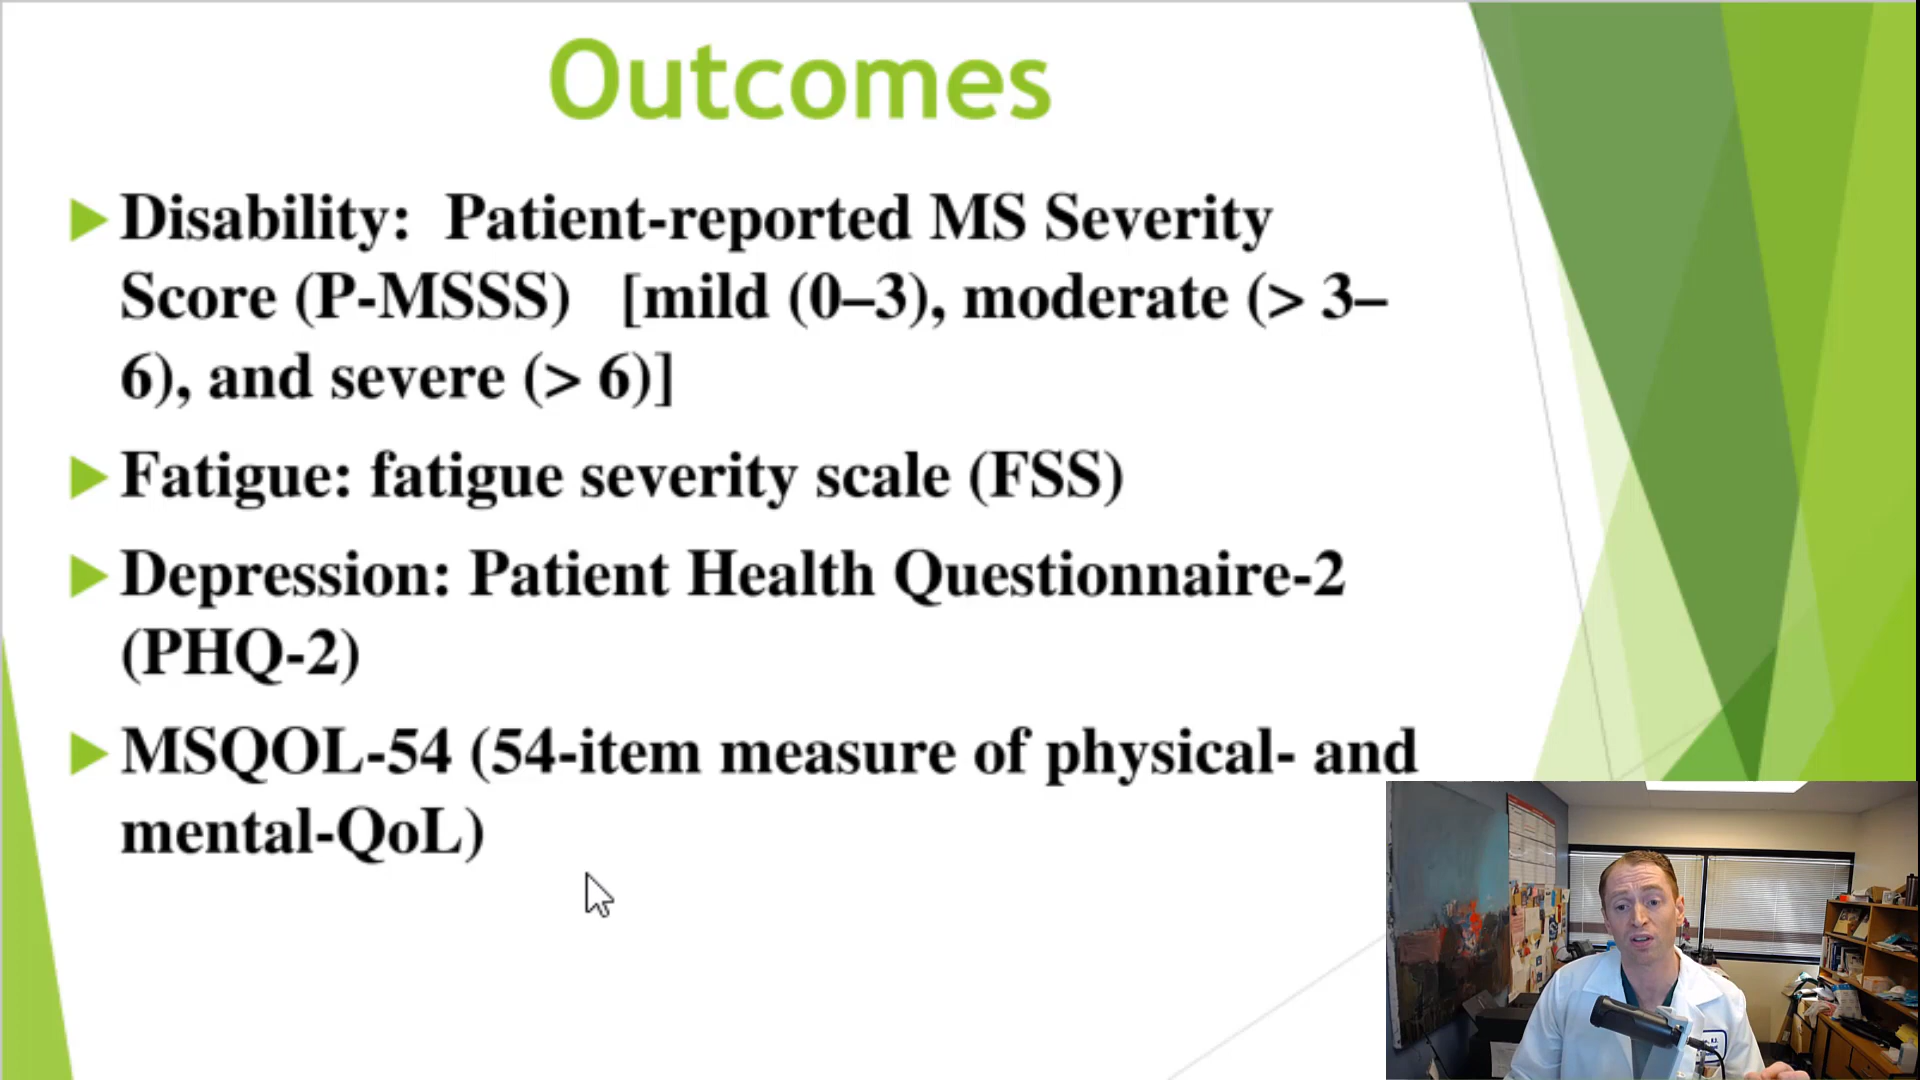 Outcomes
Disability: Patient-reported MS Severity
Score (P-MSSS) [mild (0–3), moderate (> 3–
6), and severe (> 6)]
Fatigue: fatigue severity scale (FSS)
Depression: Patient Health Questionnaire-2
(PHQ-2)
MSQOL-54 (54-item measure of physical- and
mental-QoL)